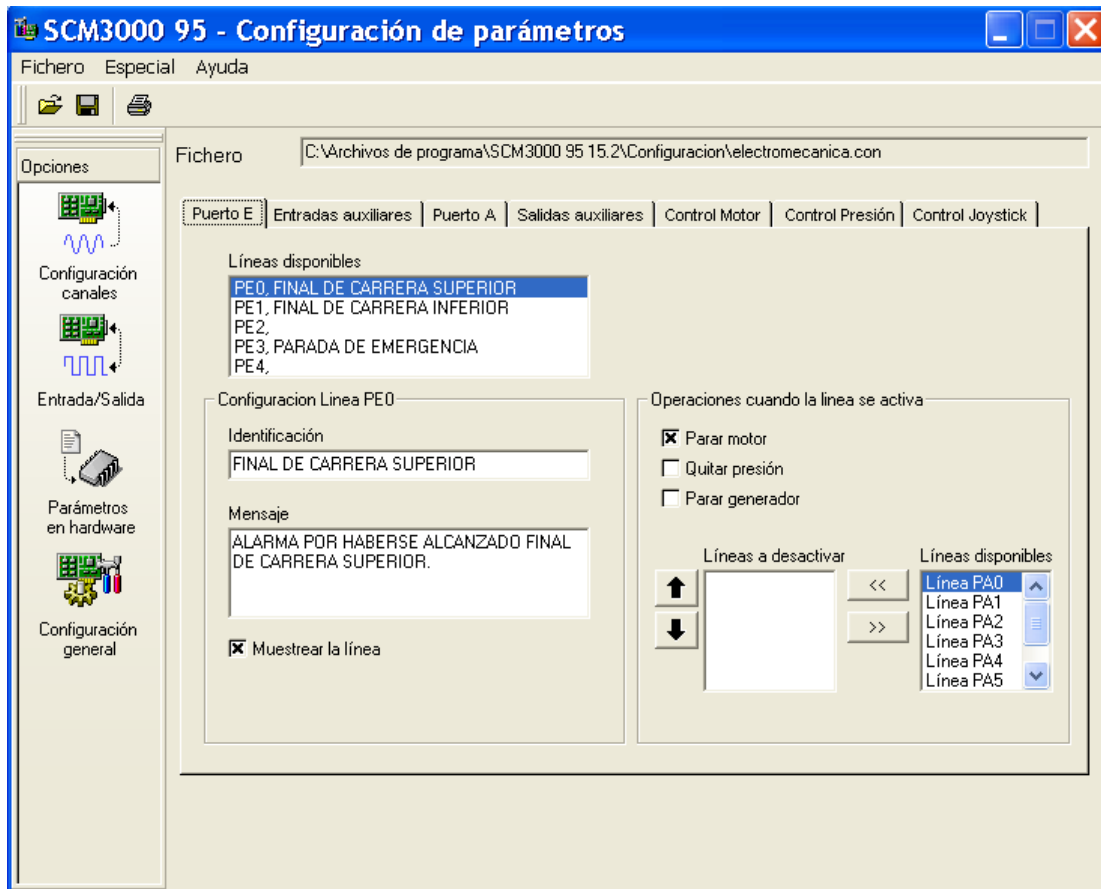 SCM3000 95 - Configuración de parámetros
Fichero Especial Ayuda
Opciones
Configuración
canales
Entrada/Salida
Parámetros
en hardware
Configuración
general
Fichero
C:\Archivos de programa\SCM3000 95 15.2\Configuracion\electromecanica.con
Puerto E
Entradas auxiliares
Puerto A
Salidas auxiliares
Control Motor
Control Presión
Control Joystick
Líneas disponibles
PE0, FINAL DE CARRERA SUPERIOR
PE1, FINAL DE CARRERA INFERIOR
PE2,
PE3, PARADA DE EMERGENCIA
PE4,
Configuracion Linea PE0
Identificación
FINAL DE CARRERA SUPERIOR
Mensaje
ALARMA POR HABERSE ALCANZADO FINAL
DE CARRERA SUPERIOR.
Muestrear la línea
Operaciones cuando la linea se activa
Parar motor
Quitar presión
Parar generador
Líneas a desactivar
<<
>>
Líneas disponibles
Línea PA0
Línea PA1
Línea PA2
Línea PA3
Línea PA4
Línea PA5